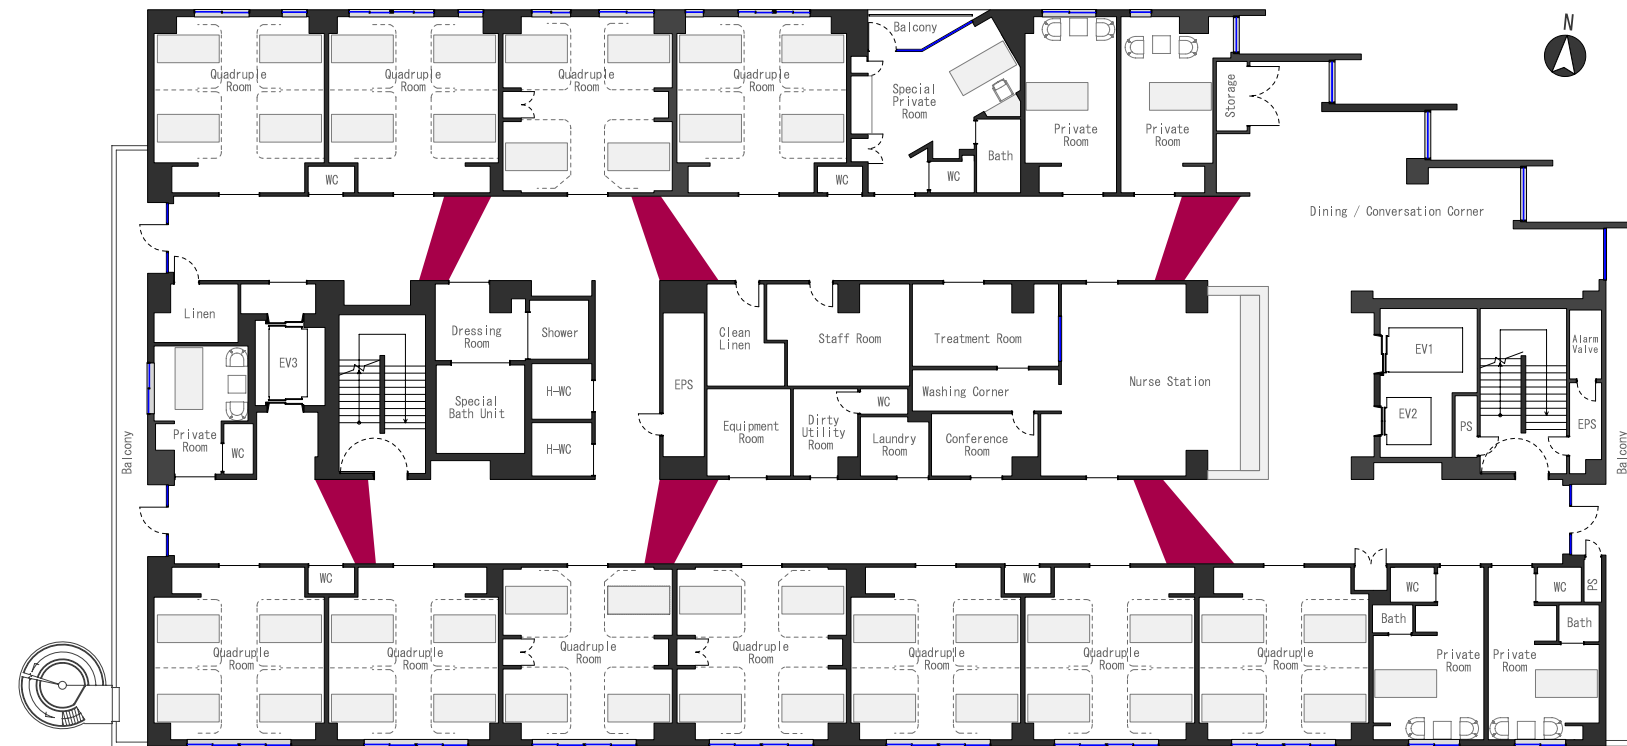 N
Balcony
Quadruple
Room
Quadruple
Room
Quadruple
Room
Quadruple
Room
Special
Private
Room
Storage
Private
Room
Private
Room
Bath
WC
WC
WC
Dining / Conversation Corner
Linen
EV3
Dressing
Room
Shower
Clean
Linen
Staff Room
Treatment Room
Nurse Station
EV1
Alarm
Valve
EPS
H-WC
Special
Bath Unit
Washing Corner
WC
EV2
Private
Room
WC
H-WC
Equipment
Room
Dirty
Utility
Room
Laundry
Room
Conference
Room
PS
EPS
Balcony
Balcony
WC
WC
WC
WC
PS
Bath
Bath
Quadruple
Room
Quadruple
Room
Quadruple
Room
Quadruple
Room
Quadruple
Room
Quadruple
Room
Quadruple
Room
Private
Room
Private
Room